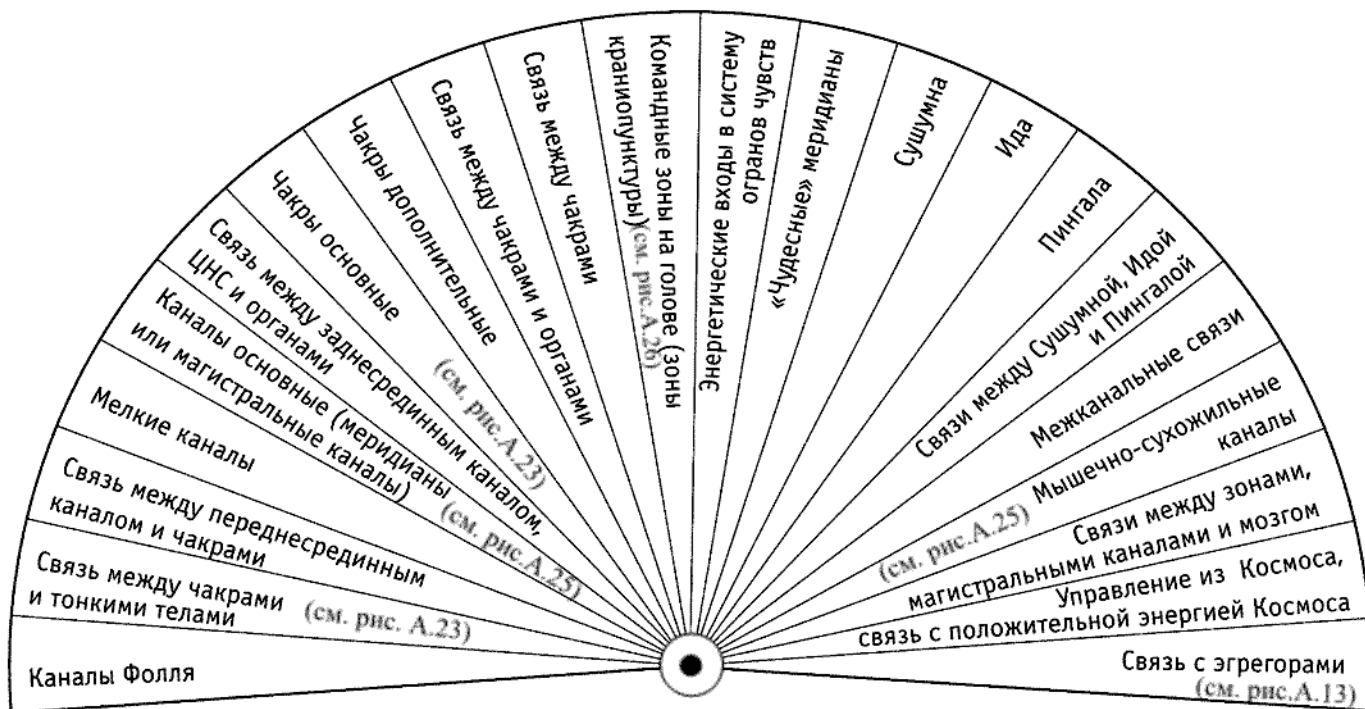 Каналы Фолля
Связь между чакрами
и тонкими телами
(см. рис. А.23)
Связь между переднесрединным
каналом и чакрами
Мелкие каналы
Каналы основные (меридианы
или магистральные каналы)
(см. рис.А.25)
Связь между заднесрединным каналом,
ЦНС и органами
Чакры основные
(см. рис.А.23)
Чакры дополнительные
Связь между чакрами и органами
Связь между чакрами
Командные зоны на голове (зоны
краниопунктуры)(см. рис.А.26)
Энергетические входы в систему
огранов чувств
«Чудесные» меридианы
Сушумна
Ида
Пингала
Связи между Сушумной, Идой
и Пингалой
Межканальные связи
Мышечно-сухожильные
каналы
(см. рис.А.25)
Связи между зонами,
магистральными каналами и мозгом
Управление из Космоса,
связь с положительной энергией Космоса
Связь с эгрегорами
(см. рис.А.13)